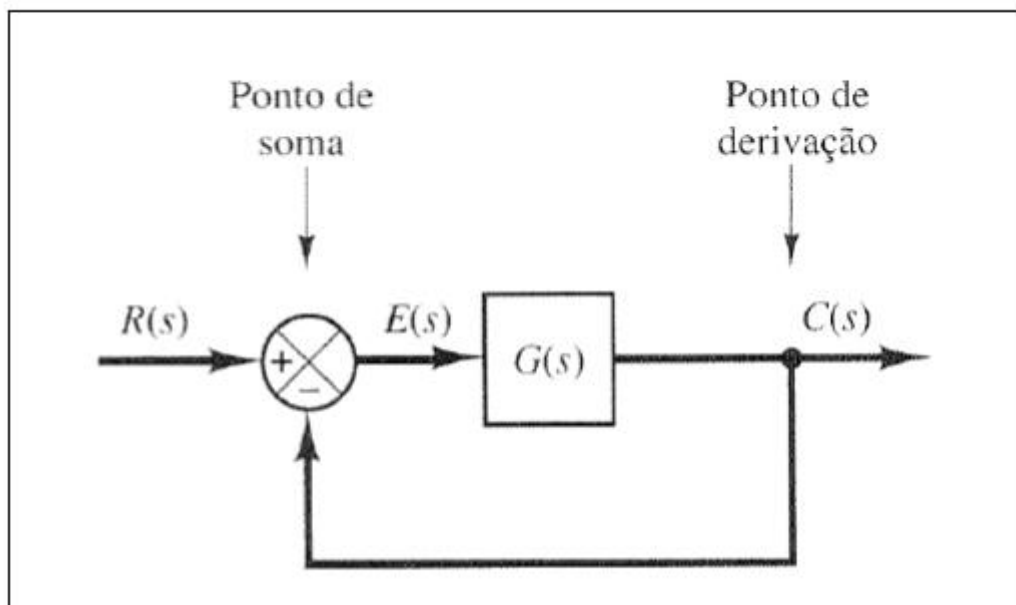 Ponto de
soma
Ponto de
derivação
R(s)
E(s)
G(s)
C(s)
+
−